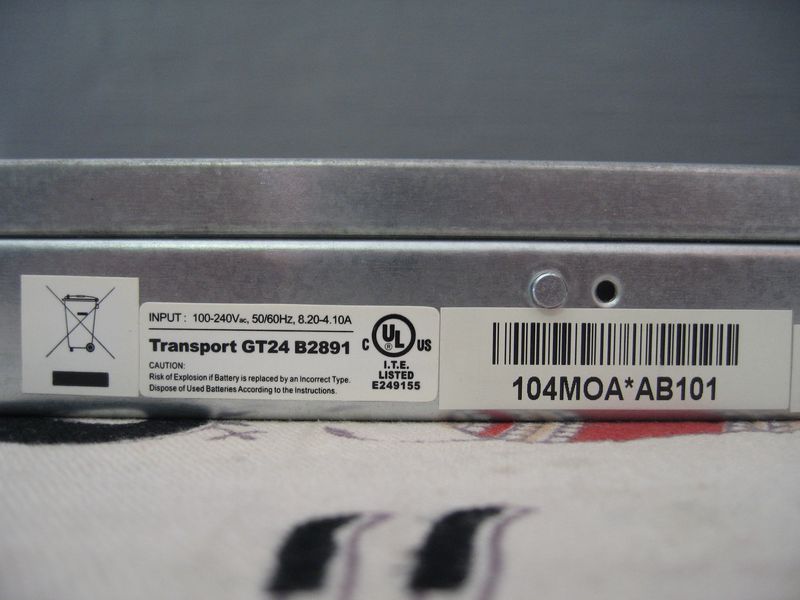 INPUT : 100-240Vac, 50/60Hz, 8.20-4.10A
Transport GT24 B2891
CAUTION:
Risk of Explosion if Battery is replaced by an Incorrect Type.
Dispose of Used Batteries According to the Instructions.
C UL ® US
I.T.E.
LISTED
E249155
104MOA*AB101